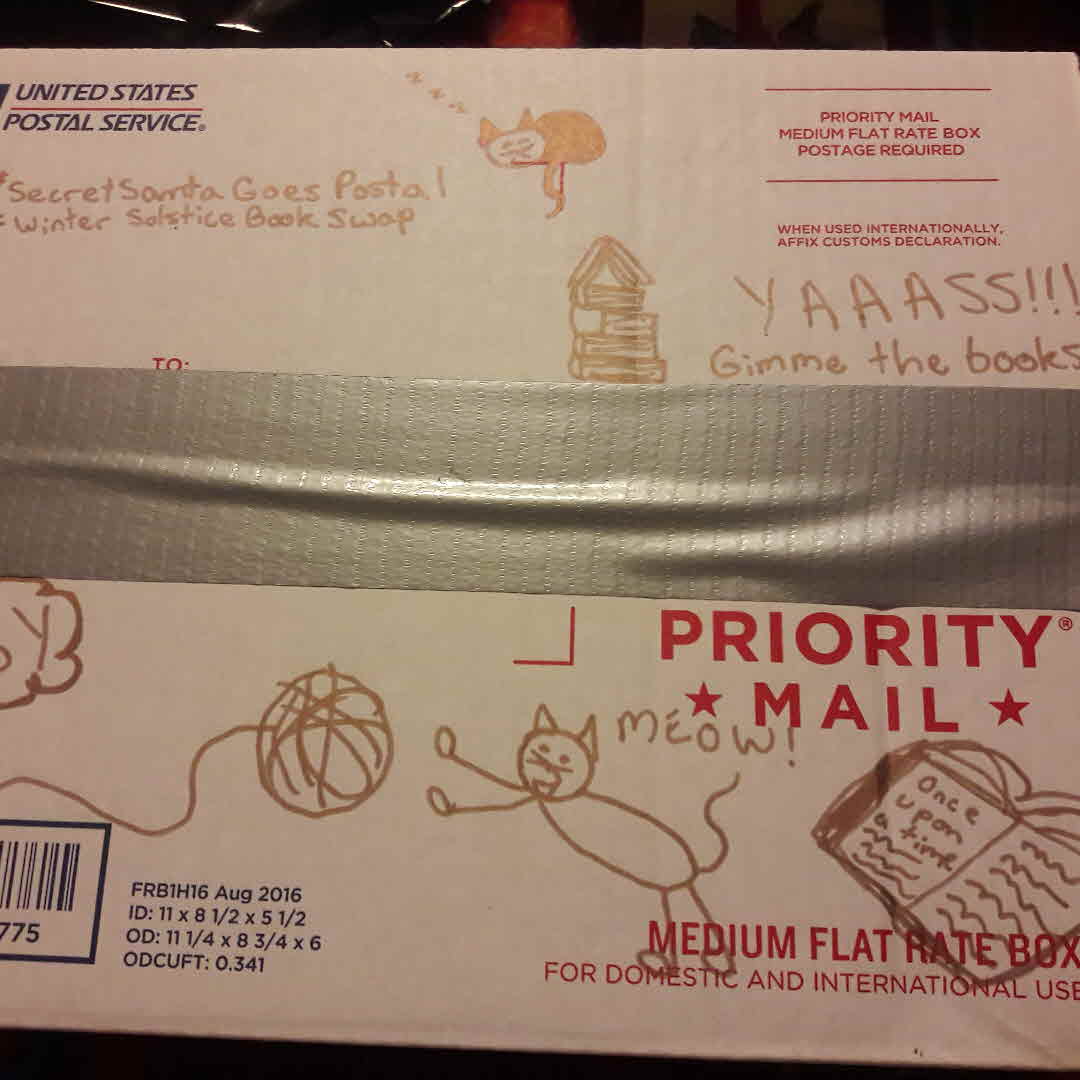 UNITED STATES
POSTAL SERVICE®
z z z z
PRIORITY MAIL
MEDIUM FLAT RATE BOX
POSTAGE REQUIRED
#SecretSanta Goes Postal
Winter Solstice Book Swap
WHEN USED INTERNATIONALLY,
AFFIX CUSTOMS DECLARATION.
YAAASS!!!
Gimme the books
TO:
PRIORITY®
★ MAIL ★
MEOW!
Once
upon
a time
775
FRB1H16 Aug 2016
ID: 11 x 8 1/2 x 5 1/2
OD: 11 1/4 x 8 3/4 x 6
ODCUFT: 0.341
MEDIUM FLAT RATE BOX
FOR DOMESTIC AND INTERNATIONAL USE